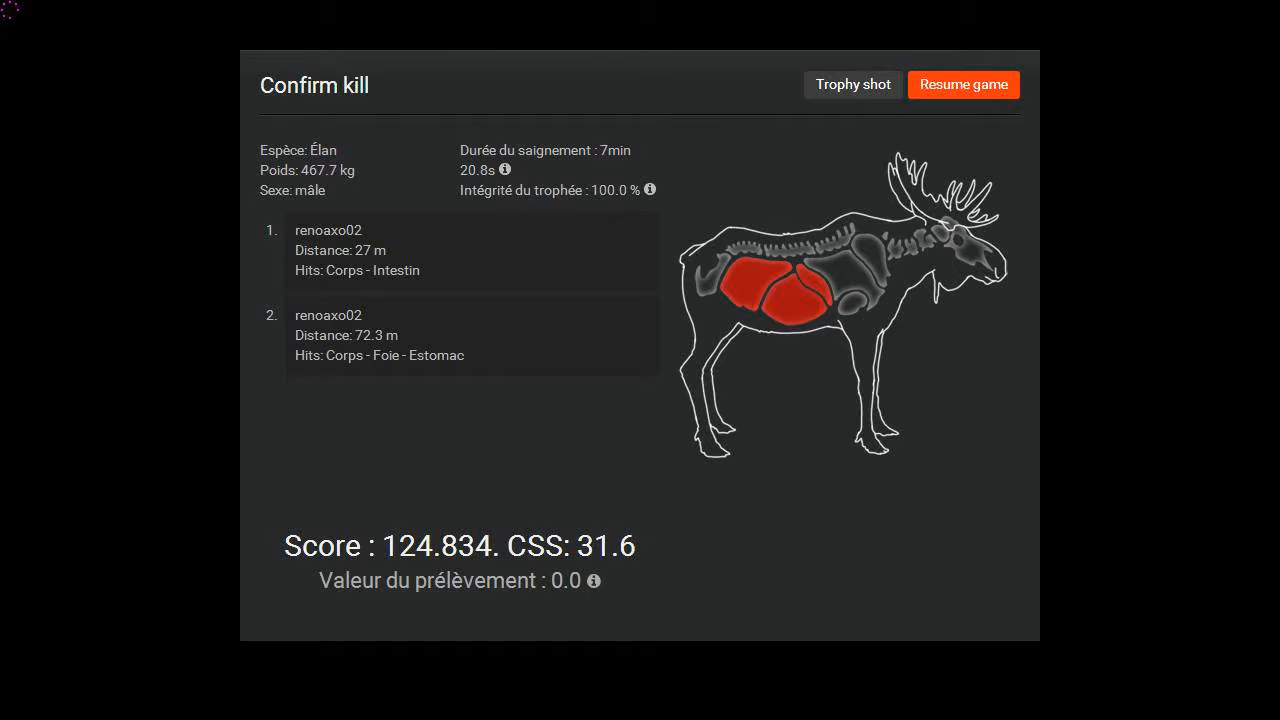 Confirm kill
Trophy shot
Resume game
Espèce: Élan
Poids: 467.7 kg
Sexe: mâle
Durée du saignement : 7min
20.8s
Intégrité du trophée : 100.0 %
1. renoaxo02
Distance: 27 m
Hits: Corps - Intestin
2. renoaxo02
Distance: 72.3 m
Hits: Corps - Foie - Estomac
Score : 124.834. CSS: 31.6
Valeur du prélèvement : 0.0